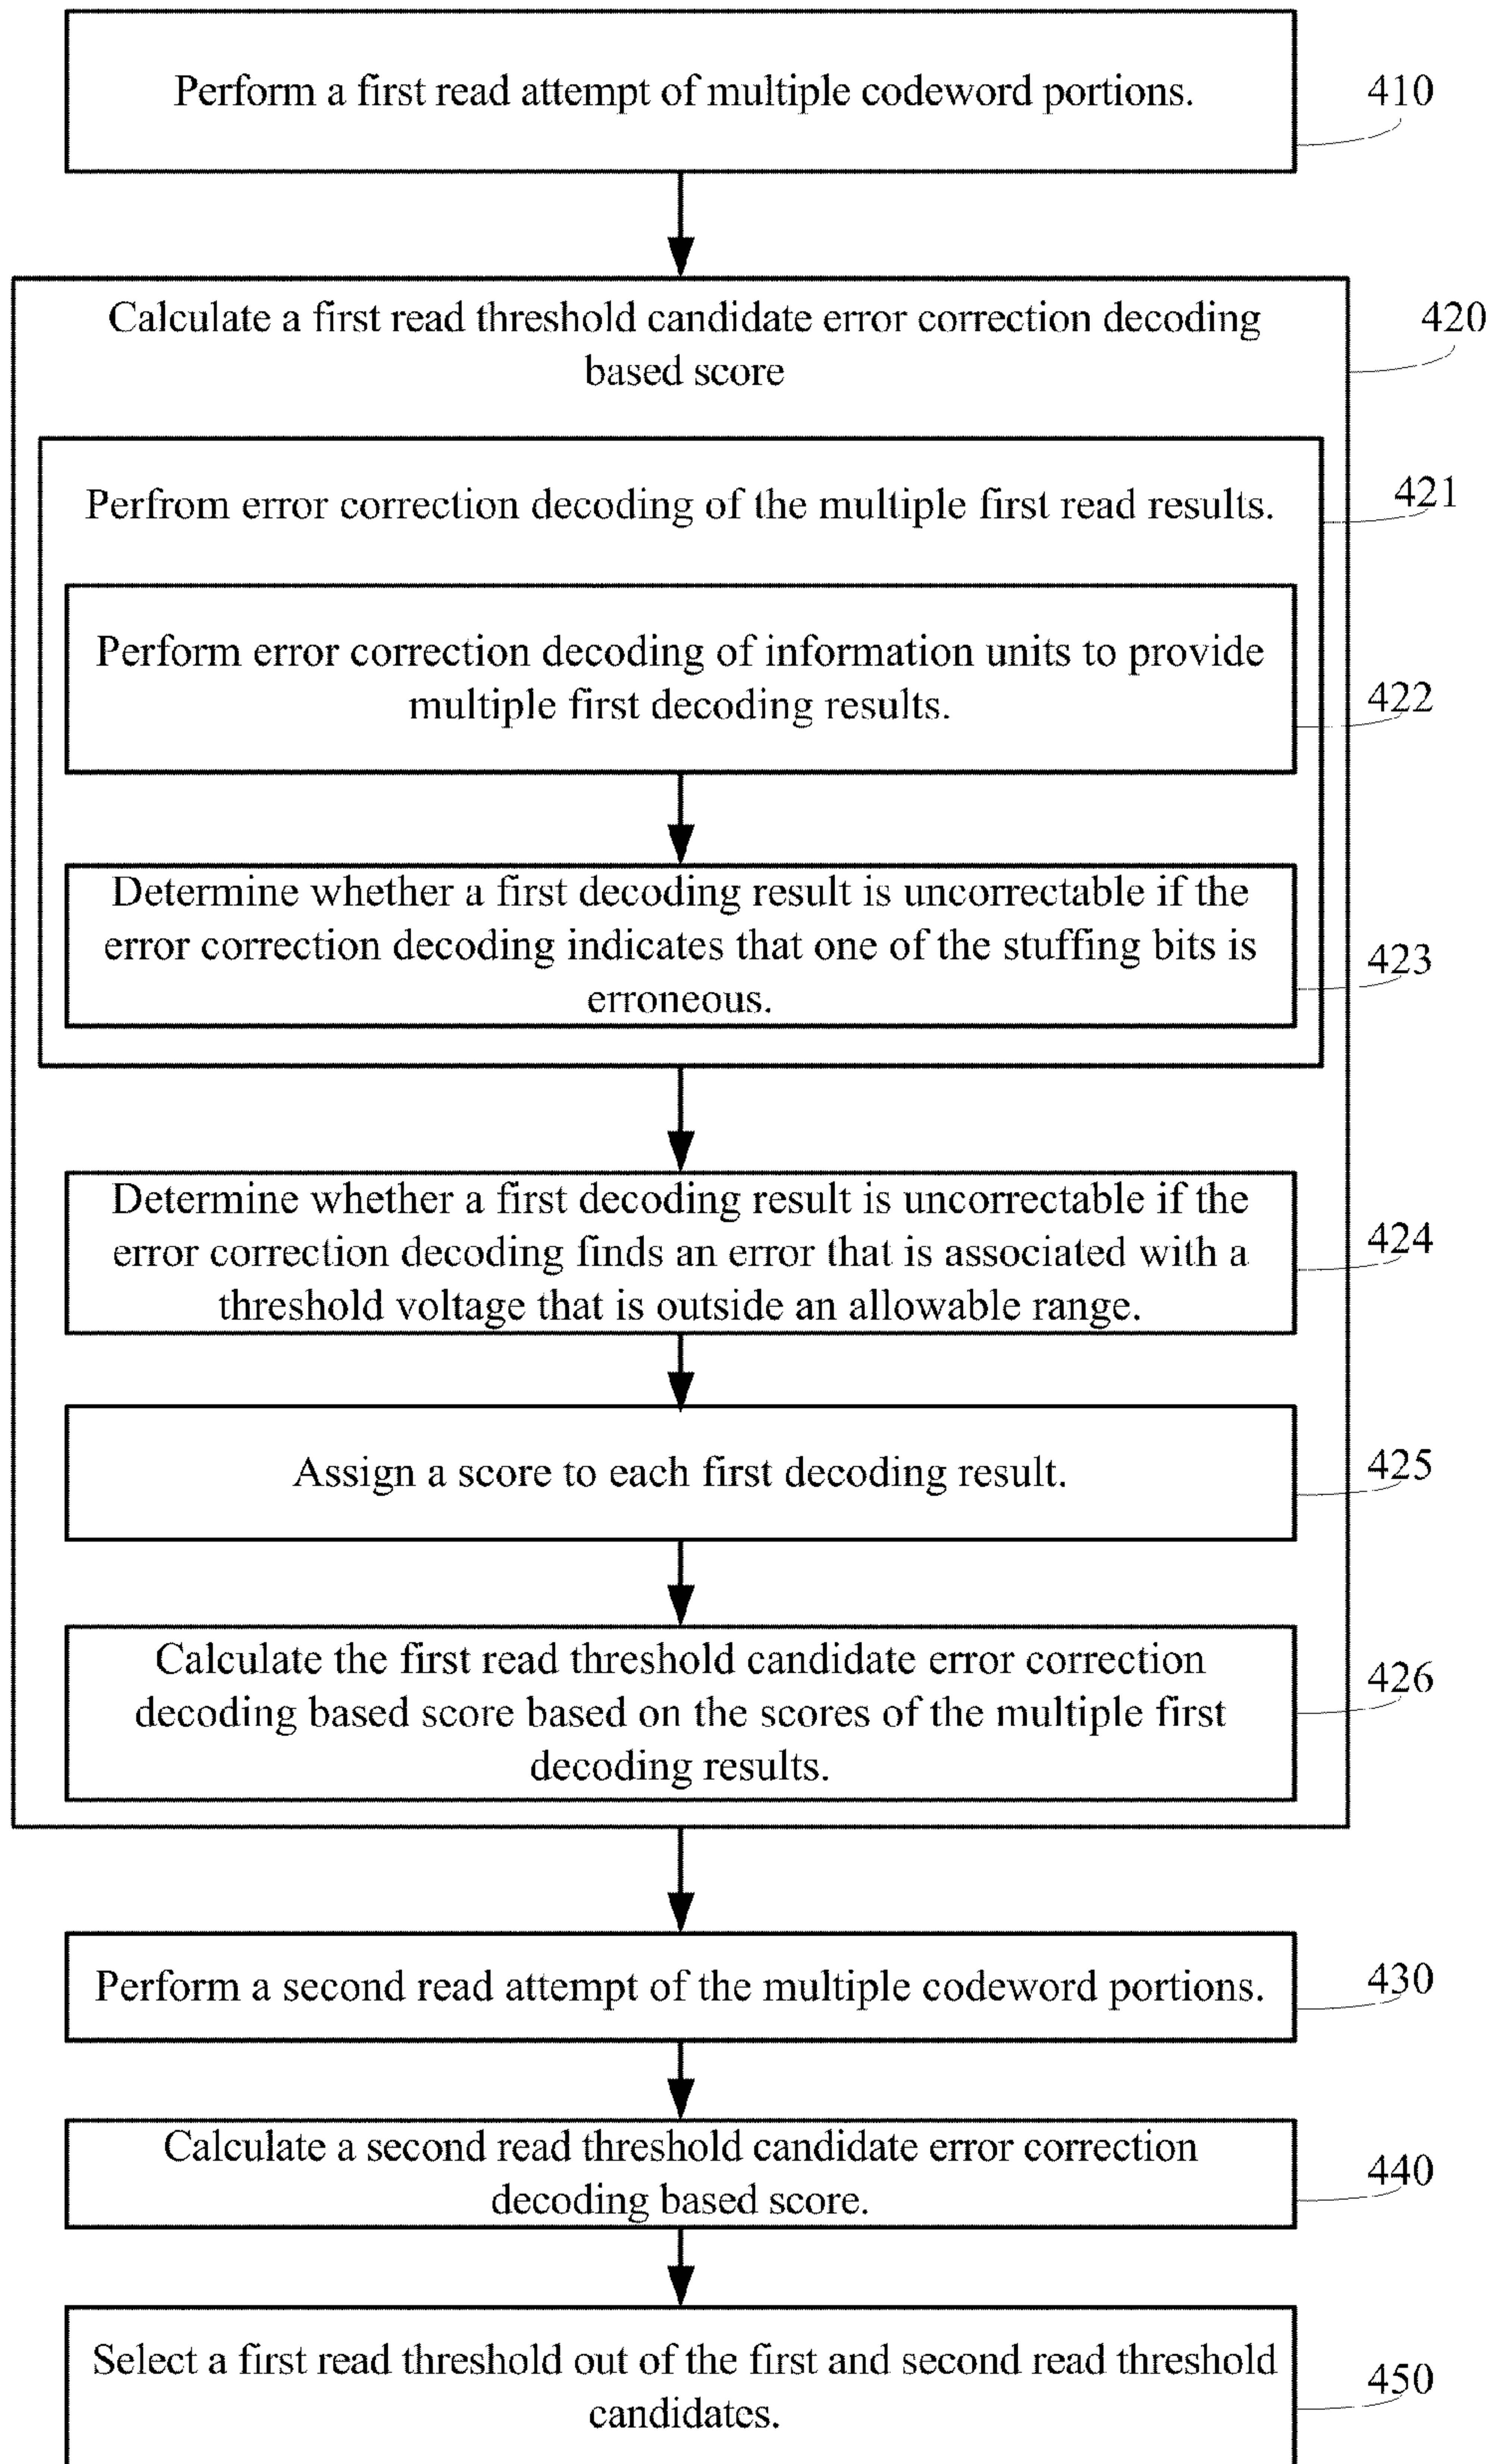 Perform a first read attempt of multiple codeword portions.
410
Calculate a first read threshold candidate error correction decoding
based score
420
Perfrom error correction decoding of the multiple first read results.
421
Perform error correction decoding of information units to provide
multiple first decoding results.
422
Determine whether a first decoding result is uncorrectable if the
error correction decoding indicates that one of the stuffing bits is
erroneous.
423
Determine whether a first decoding result is uncorrectable if the
error correction decoding finds an error that is associated with a
threshold voltage that is outside an allowable range.
424
Assign a score to each first decoding result.
425
Calculate the first read threshold candidate error correction
decoding based score based on the scores of the multiple first
decoding results.
426
Perform a second read attempt of the multiple codeword portions.
430
Calculate a second read threshold candidate error correction
decoding based score.
440
Select a first read threshold out of the first and second read threshold
candidates.
450